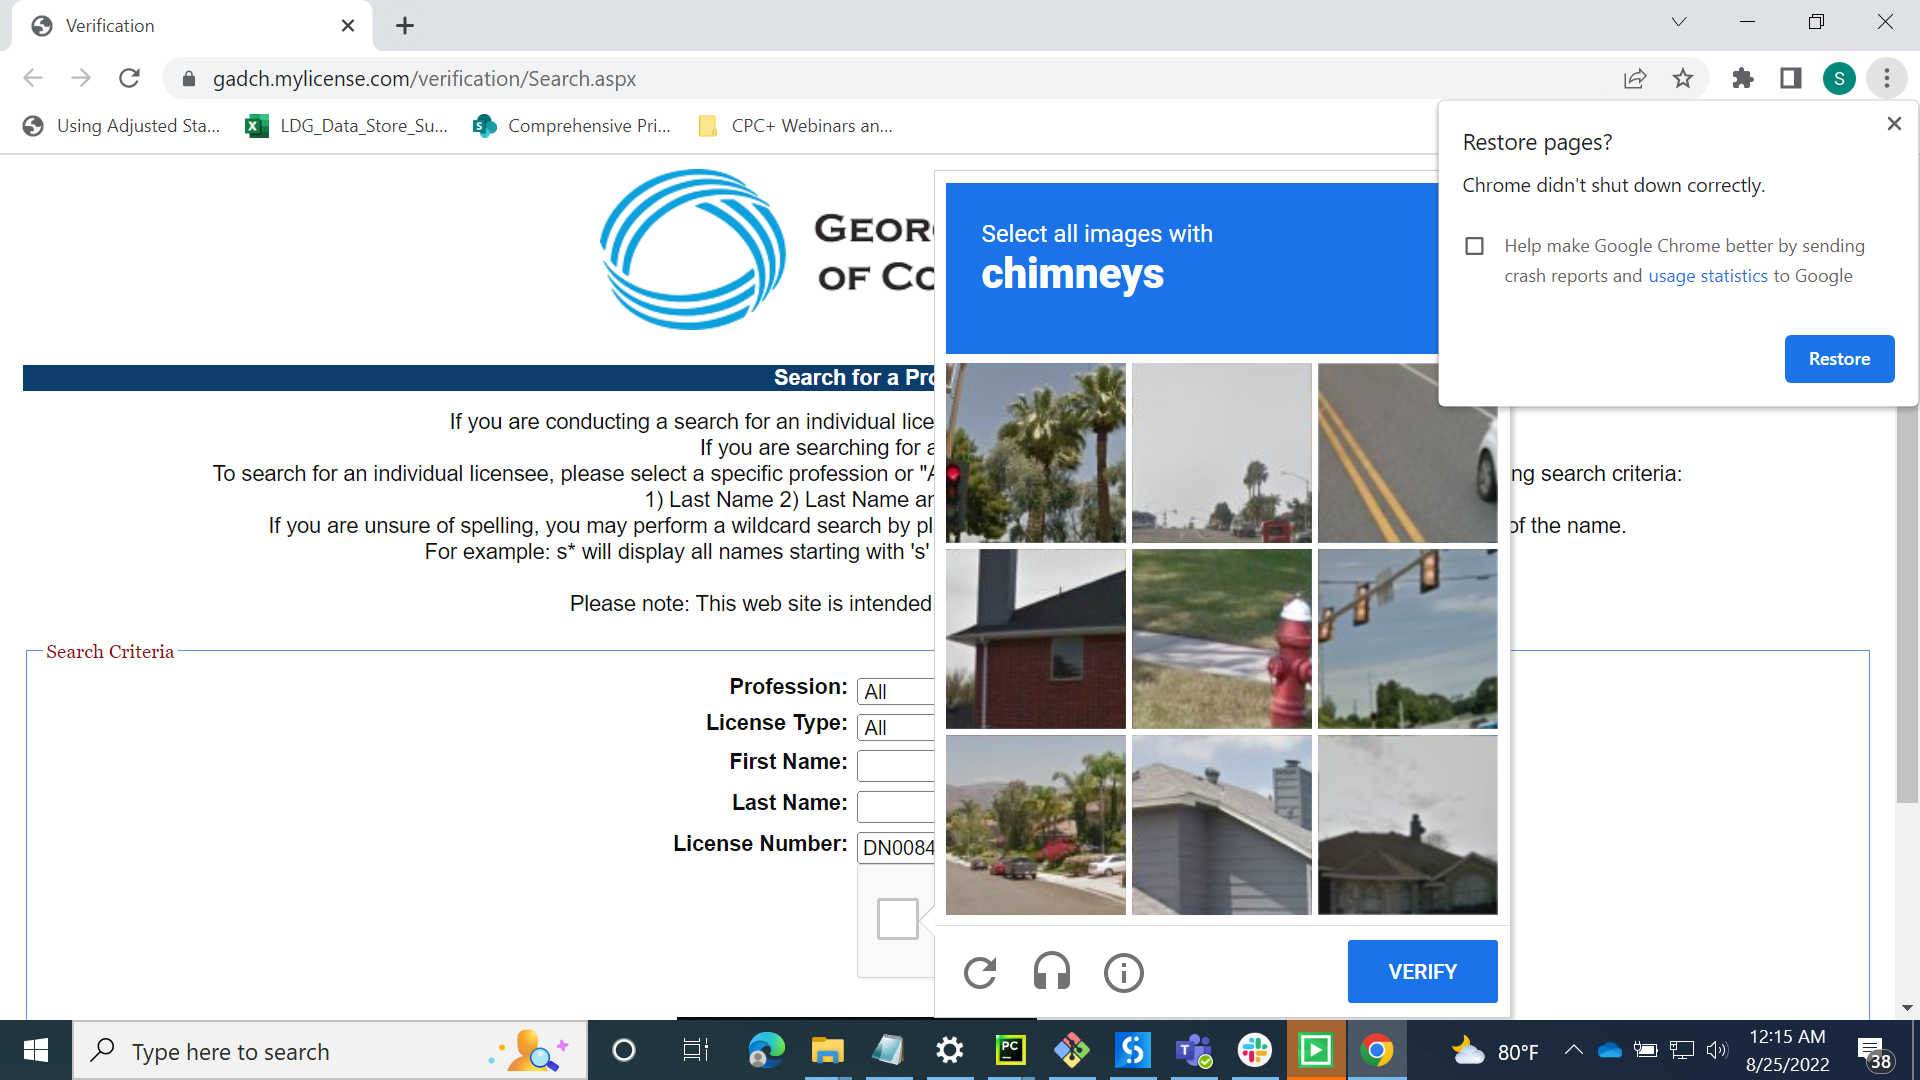 Verification
gadch.mylicense.com/verification/Search.aspx
S
Using Adjusted Sta...
LDG_Data_Store_Su...
Comprehensive Pri...
CPC+ Webinars an...
Restore pages?
Chrome didn't shut down correctly.
Help make Google Chrome better by sending
crash reports and usage statistics to Google
Restore
GEOR
OF CO
Select all images with
chimneys
Search for a Pro
If you are conducting a search for an individual lice
If you are searching for a
To search for an individual licensee, please select a specific profession or "A
ng search criteria:
1) Last Name 2) Last Name an
If you are unsure of spelling, you may perform a wildcard search by pl
of the name.
For example: s* will display all names starting with 's'
Please note: This web site is intended
Search Criteria
Profession:
All
License Type:
All
First Name:
Last Name:
License Number:
DN0084
VERIFY
Type here to search
PC
80°F
12:15 AM
8/25/2022
38